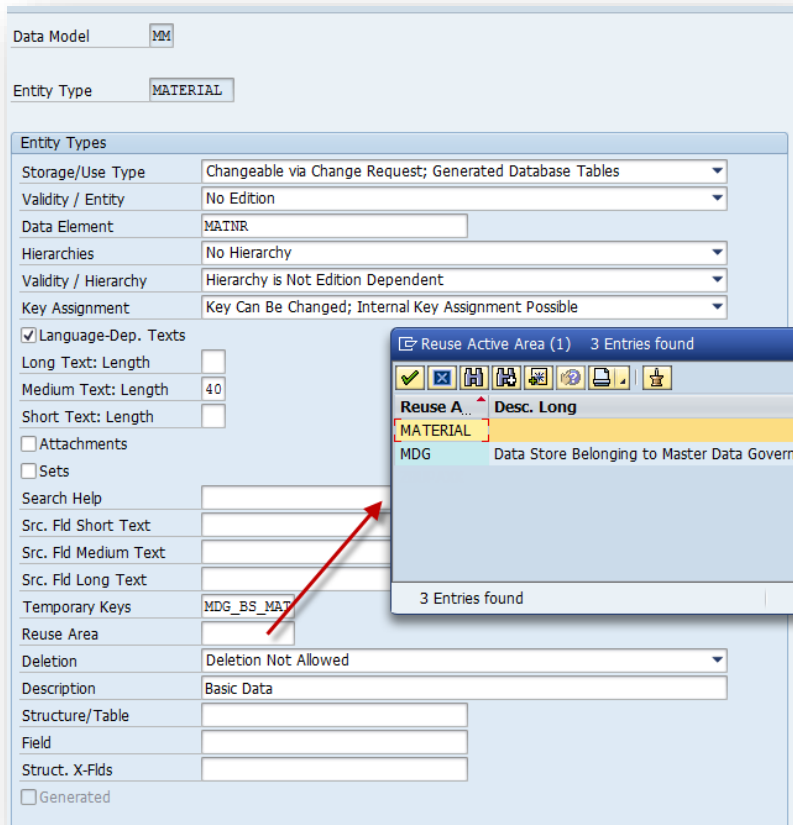 Data Model MM
Entity Type MATERIAL
Entity Types
Storage/Use Type Changeable via Change Request; Generated Database Tables
Validity / Entity No Edition
Data Element MATNR
Hierarchies No Hierarchy
Validity / Hierarchy Hierarchy is Not Edition Dependent
Key Assignment Key Can Be Changed; Internal Key Assignment Possible
Language-Dep. Texts
Long Text: Length
Medium Text: Length 40
Short Text: Length
Attachments
Sets
Search Help
Src. Fld Short Text
Src. Fld Medium Text
Src. Fld Long Text
Temporary Keys MDG_BS_MAT
Reuse Area
Deletion Deletion Not Allowed
Description Basic Data
Structure/Table
Field
Struct. X-Flds
Generated
Reuse Active Area (1) 3 Entries found
Reuse A.. Desc. Long
MATERIAL
MDG Data Store Belonging to Master Data Govern
3 Entries found